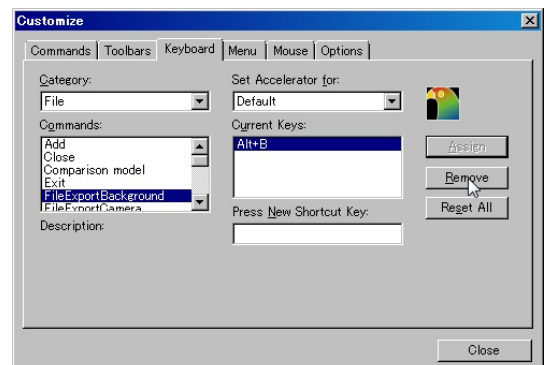 Customize
Commands Toolbars Keyboard Menu Mouse Options
Category:
File
Set Accelerator for:
Default
Commands:
Add
Close
Comparison model
Exit
FileExportBackground
FileExportCamera
Current Keys:
Alt+B
Press New Shortcut Key:
Description:
Assign
Remove
Reset All
Close